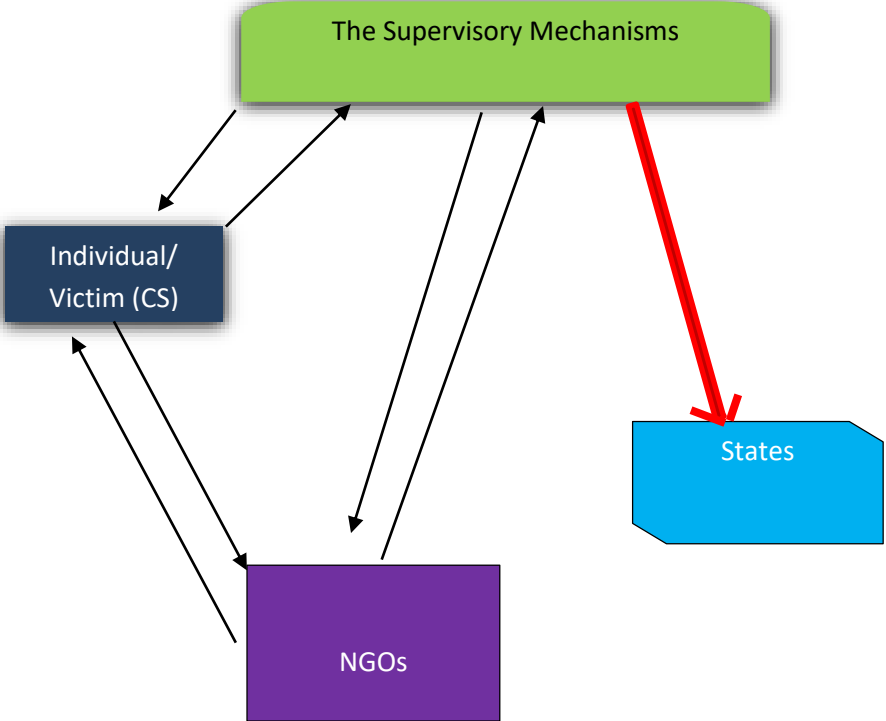 The Supervisory Mechanisms
Individual/
Victim (CS)
States
NGOs